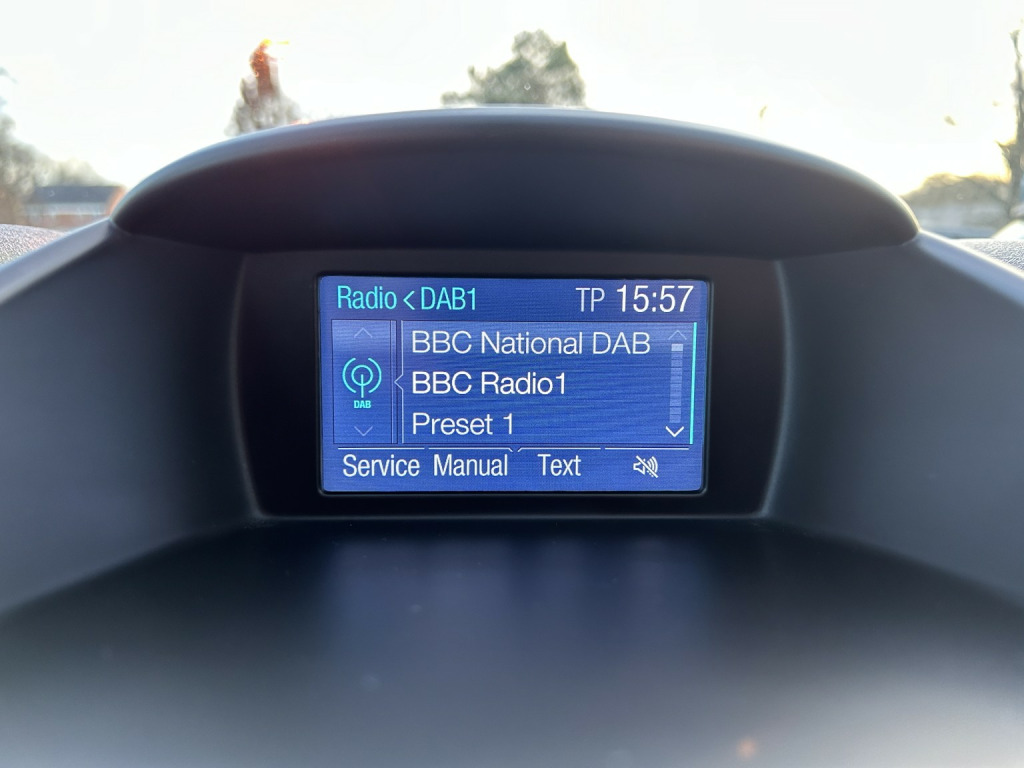 Radio < DAB1 TP 15:57
BBC National DAB
BBC Radio1
DAB
Preset 1
Service Manual Text